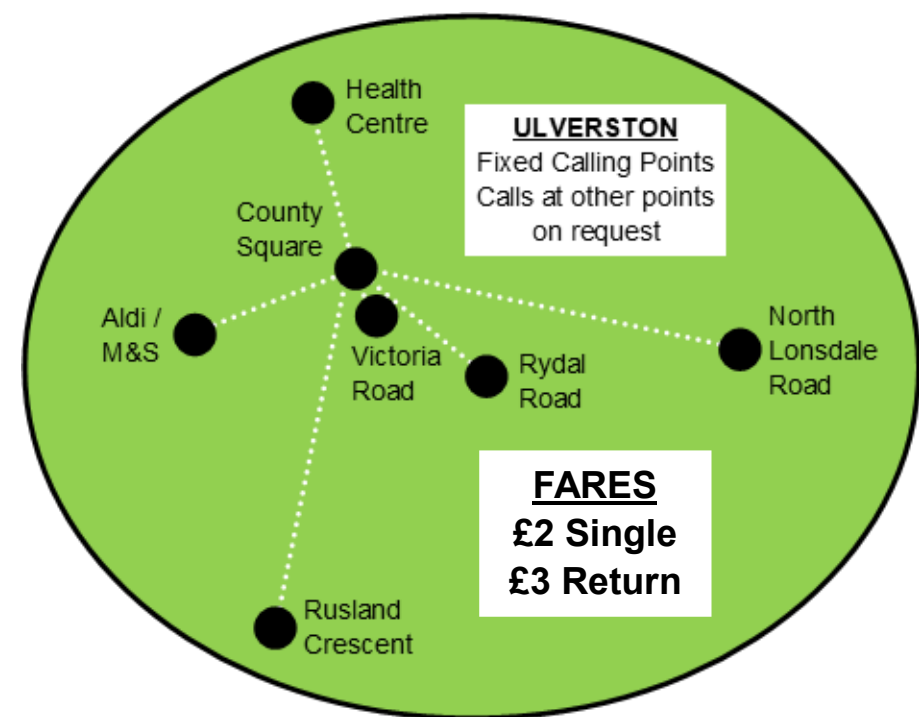 Health
Centre
ULVERSTON
Fixed Calling Points
Calls at other points
on request
County
Square
Aldi /
M&S
Victoria
Road
Rydal
Road
North
Lonsdale
Road
FARES
£2 Single
£3 Return
Rusland
Crescent